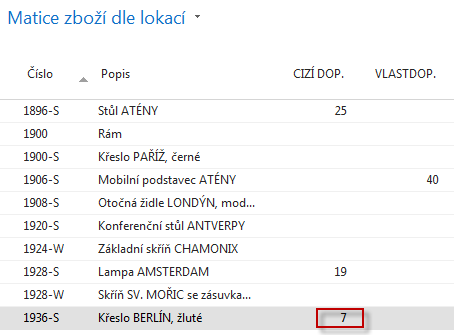 Matice zboží dle lokací
Číslo Popis CIZÍ DOP. VLASTDOP.
1896-S Stůl ATÉNY 25
1900 Rám
1900-S Křeslo PAŘÍŽ, černé
1906-S Mobilní podstavec ATÉNY 40
1908-S Otočná židle LONDÝN, mod...
1920-S Konferenční stůl ANTVERPY
1924-W Základní skříň CHAMONIX
1928-S Lampa AMSTERDAM 19
1928-W Skříň SV. MOŘIC se zásuvka...
1936-S Křeslo BERLÍN, žluté 7